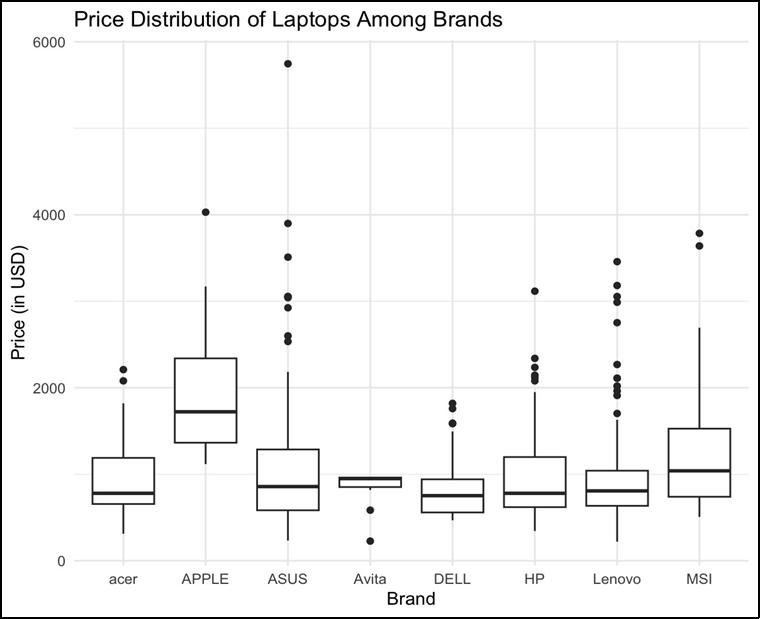 Price Distribution of Laptops Among Brands
6000
4000
2000
0
Price (in USD)
acer APPLE ASUS Avita DELL HP Lenovo MSI
Brand